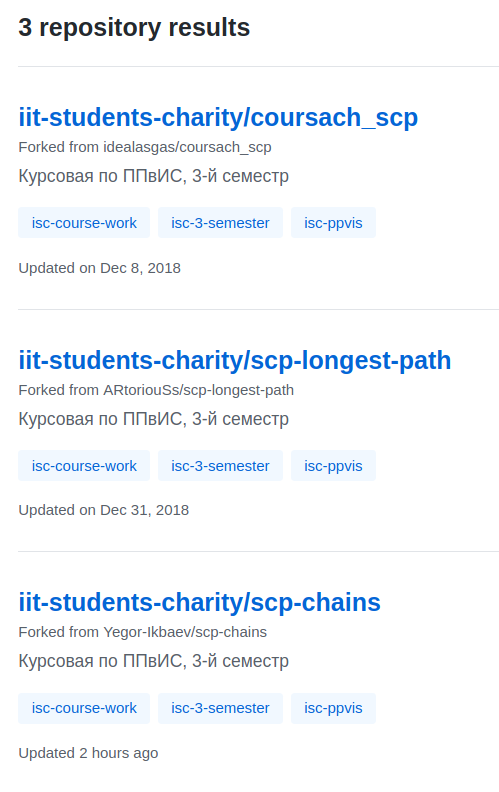 3 repository results
iit-students-charity/coursach_scp
Forked from idealasgas/coursach_scp
Курсовая по ППвИС, 3-й семестр
isc-course-work isc-3-semester isc-ppvis
Updated on Dec 8, 2018
iit-students-charity/scp-longest-path
Forked from ARtoriouSs/scp-longest-path
Курсовая по ППвИС, 3-й семестр
isc-course-work isc-3-semester isc-ppvis
Updated on Dec 31, 2018
iit-students-charity/scp-chains
Forked from Yegor-Ikbaev/scp-chains
Курсовая по ППвИС, 3-й семестр
isc-course-work isc-3-semester isc-ppvis
Updated 2 hours ago